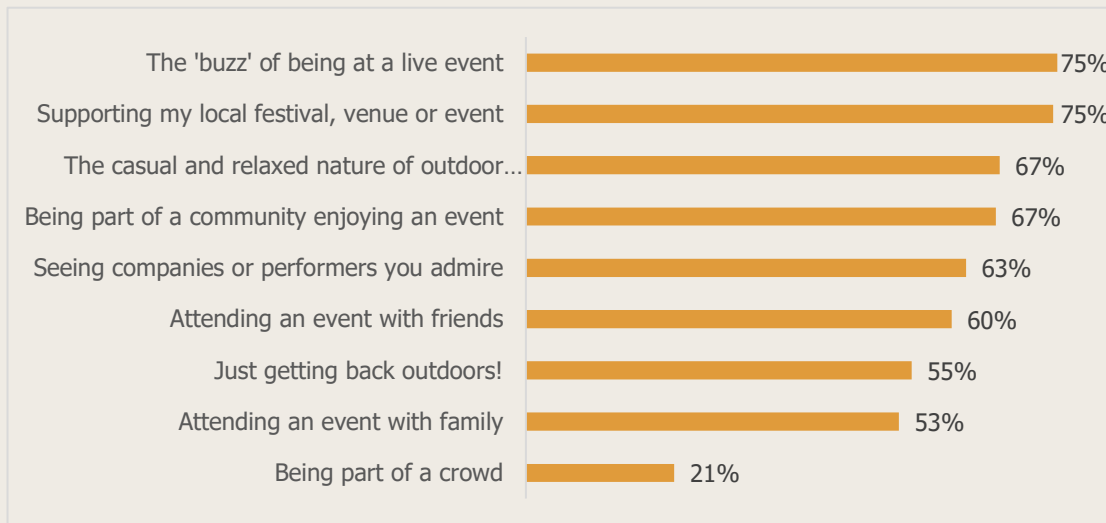 The 'buzz' of being at a live event 75%
Supporting my local festival, venue or event 75%
The casual and relaxed nature of outdoor… 67%
Being part of a community enjoying an event 67%
Seeing companies or performers you admire 63%
Attending an event with friends 60%
Just getting back outdoors! 55%
Attending an event with family 53%
Being part of a crowd 21%